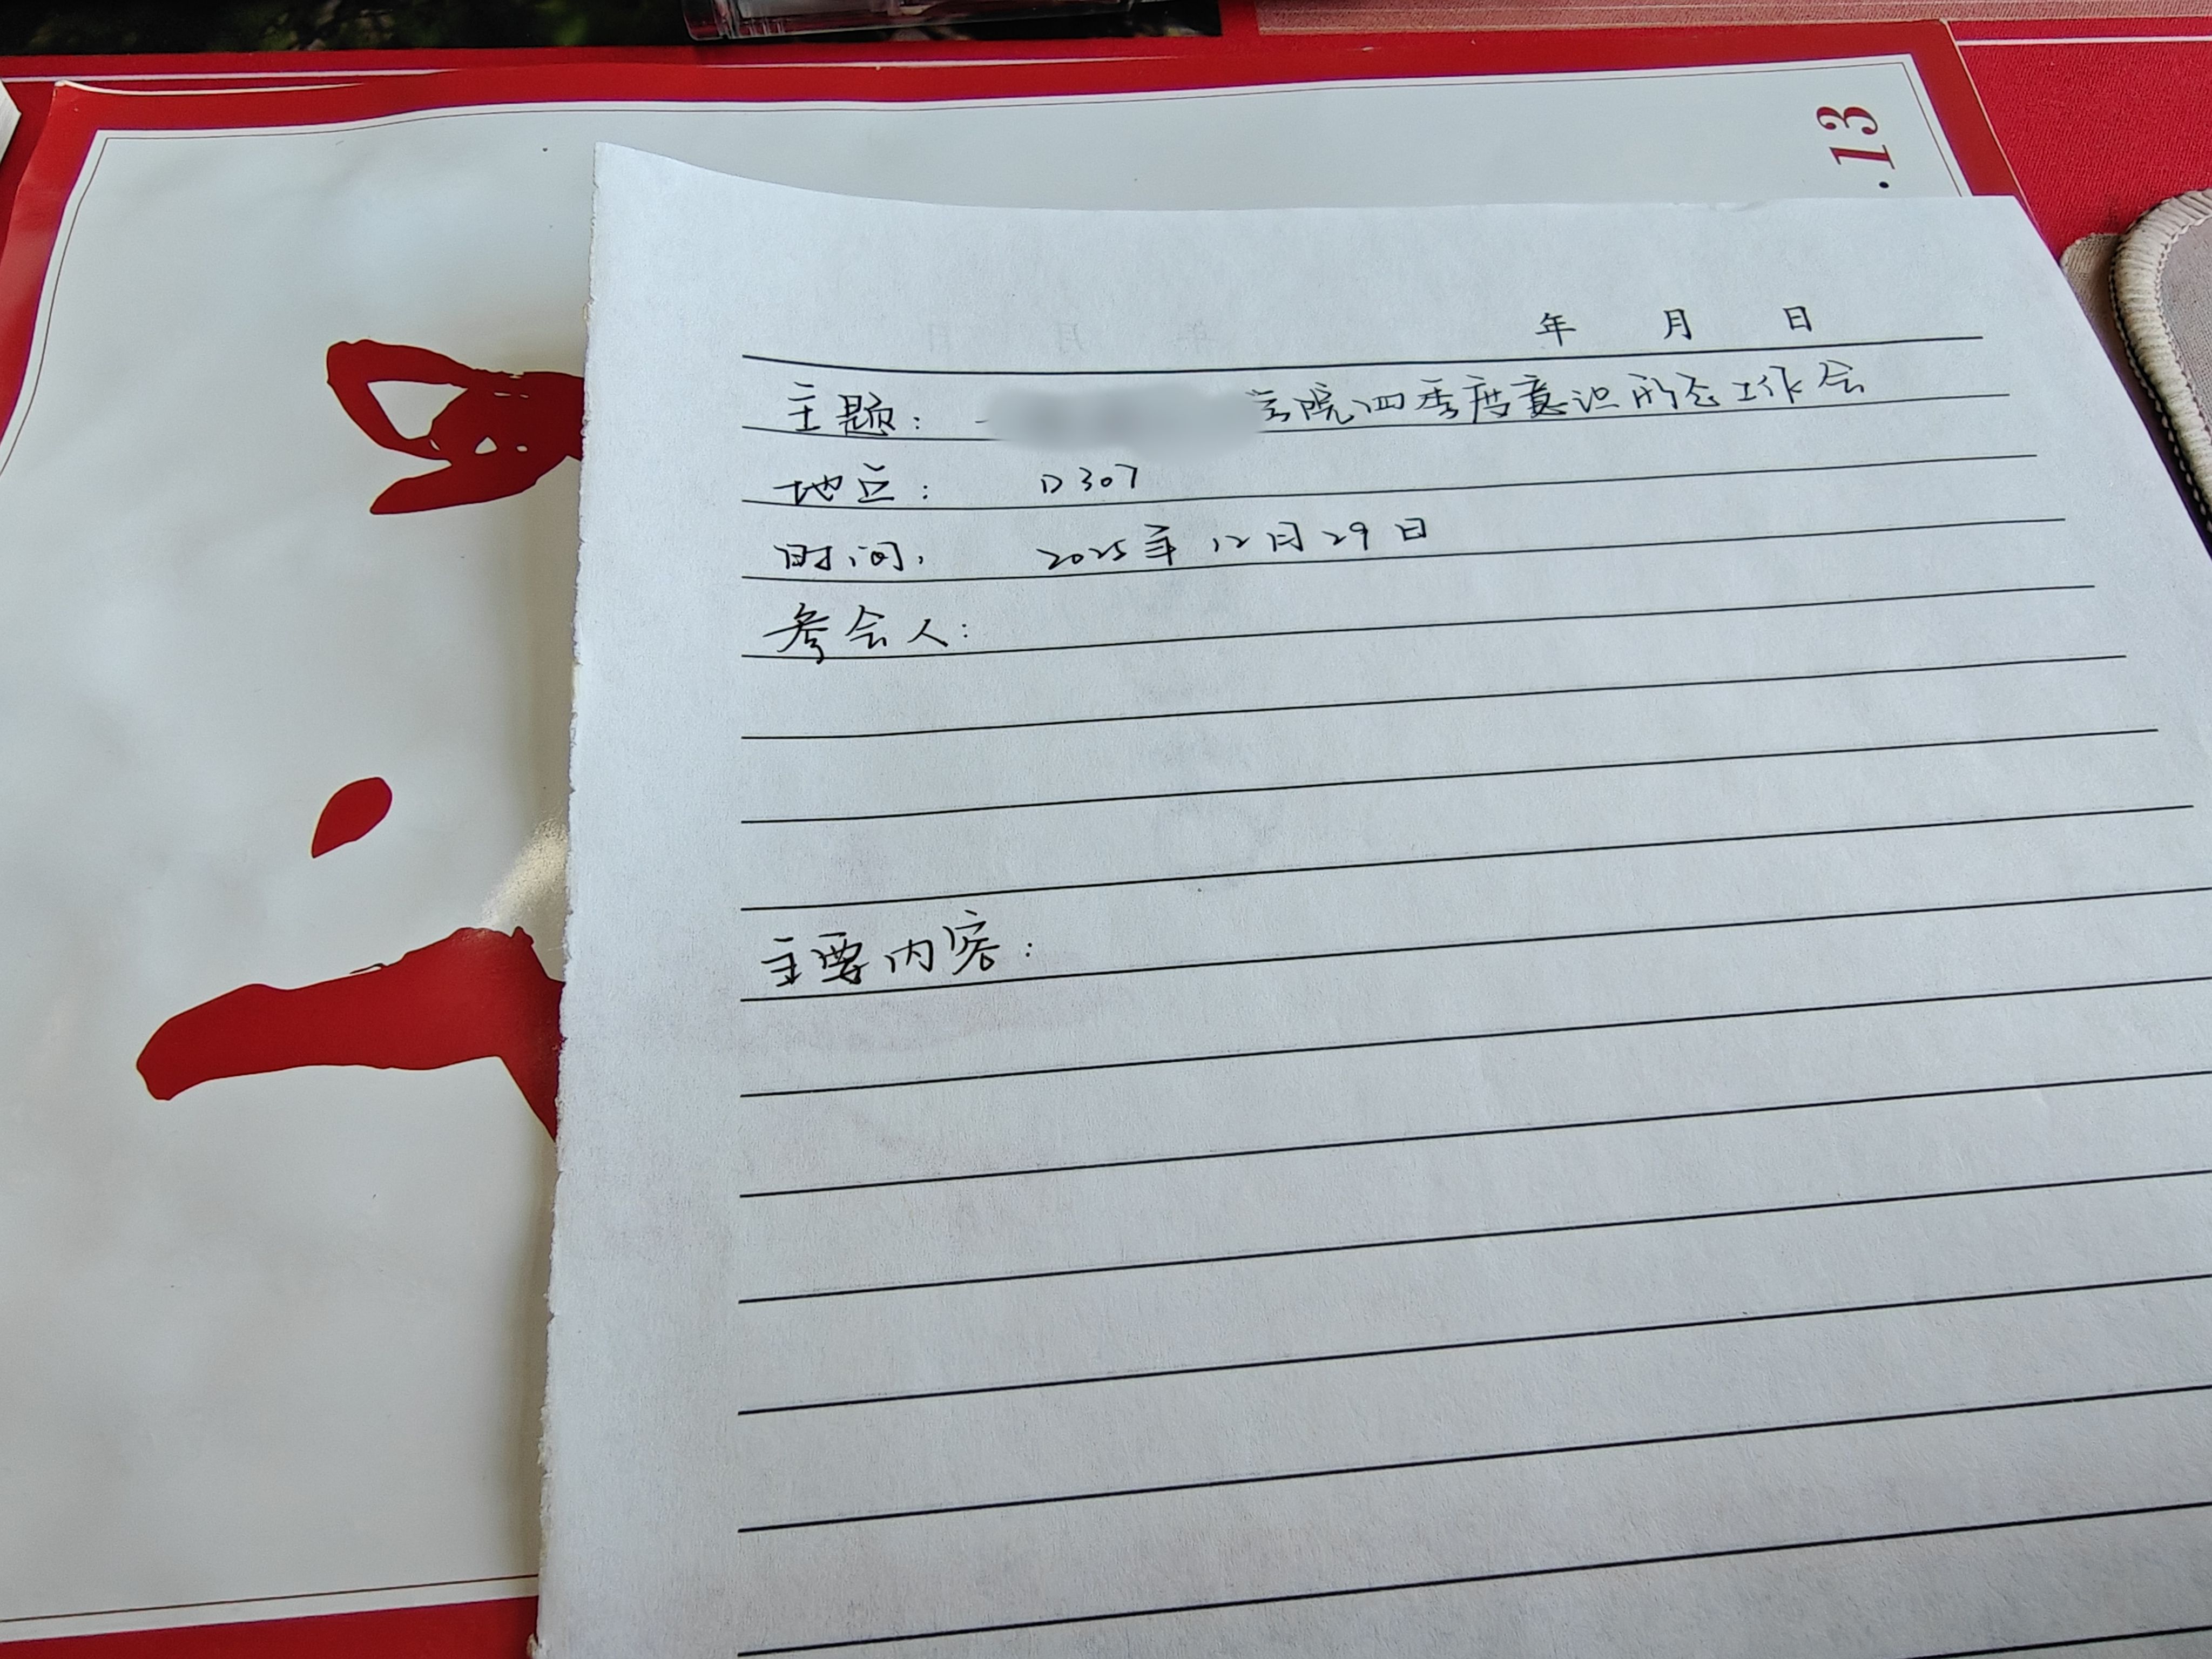 .13
年 月 日
主题： 学院四季度意识形态工作会
地点： D307
时间： 2025年12月29日
参会人：
主要内容：